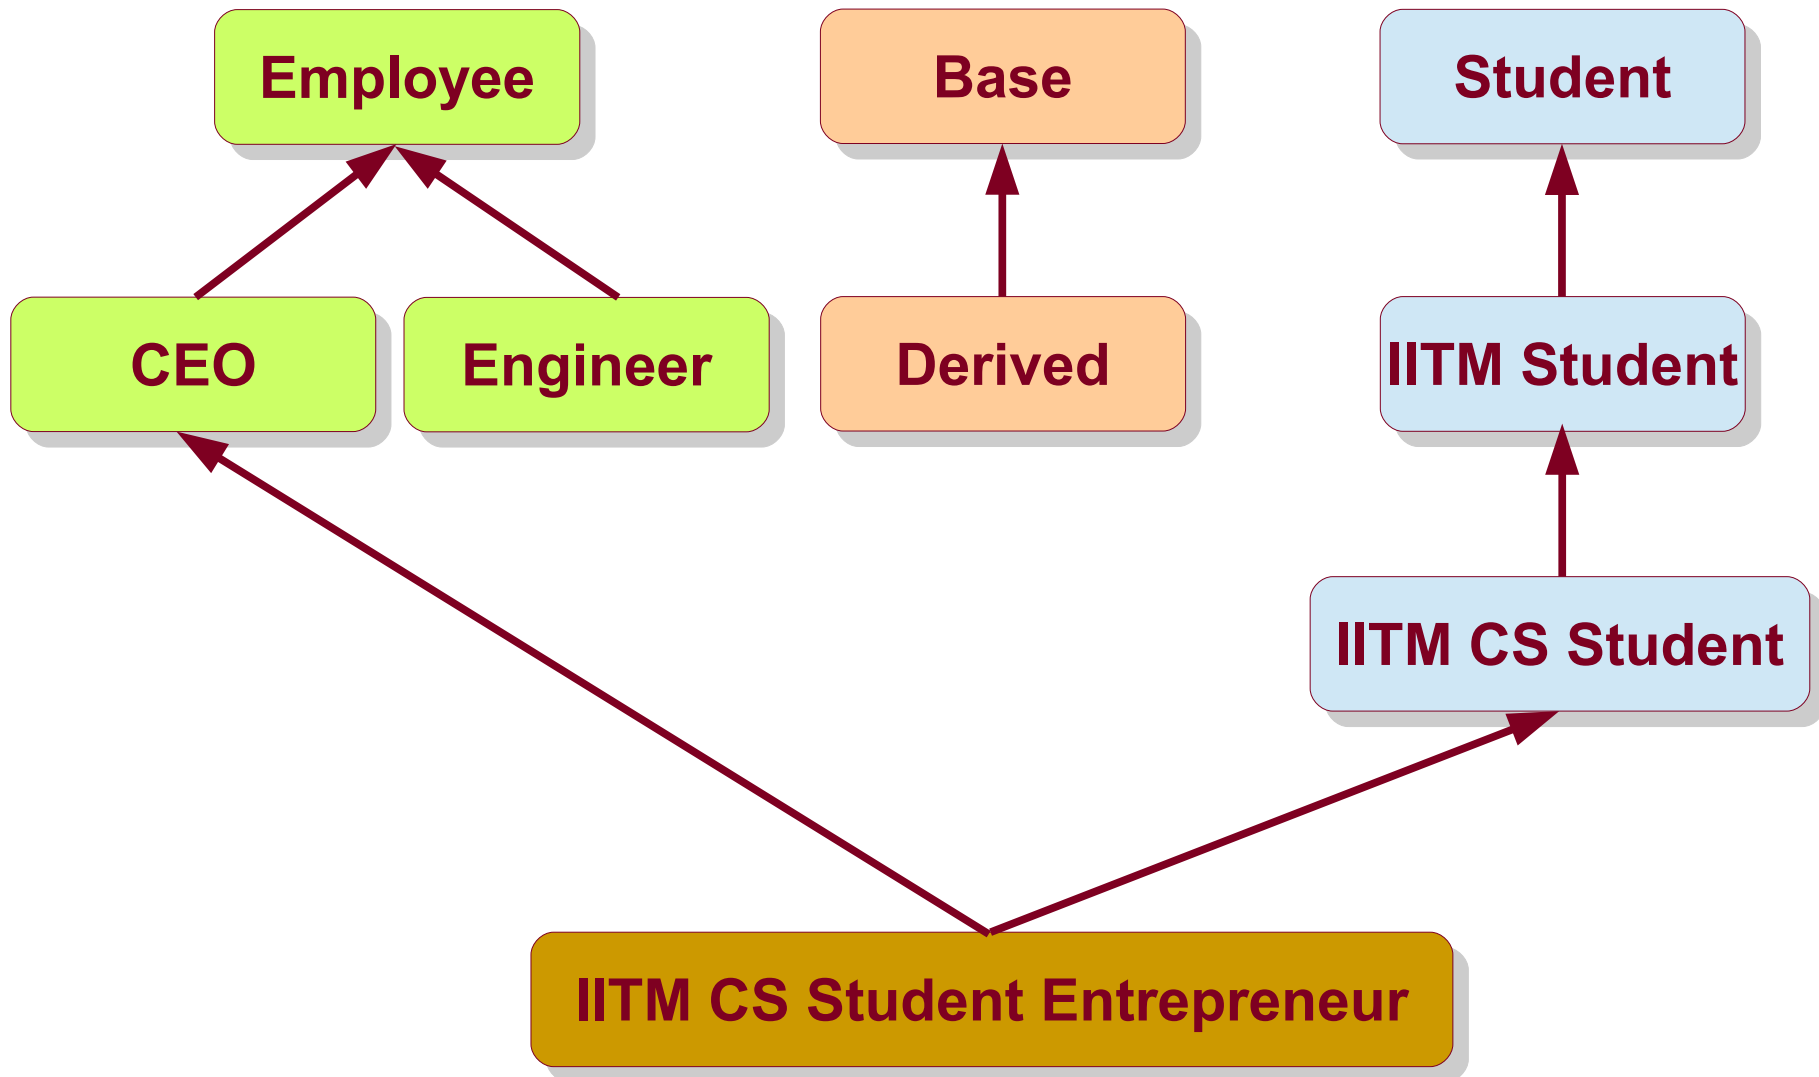 Employee
Base
Student
CEO
Engineer
Derived
IITM Student
IITM CS Student
IITM CS Student Entrepreneur